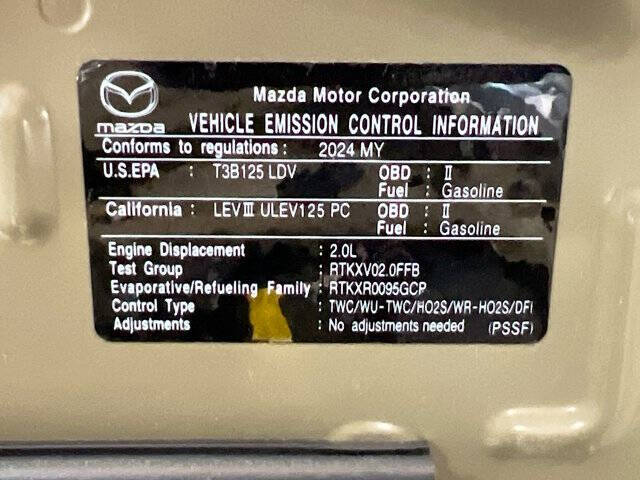 Mazda Motor Corporation
mazda VEHICLE EMISSION CONTROL INFORMATION
Conforms to regulations : 2024 MY
U.S.EPA : T3B125 LDV OBD : II
Fuel : Gasoline
California : LEVⅢ ULEV125 PC OBD : II
Fuel : Gasoline
Engine Displacement : 2.0L
Test Group : RTKXV02.0FFB
Evaporative/Refueling Family : RTKXR0095GCP
Control Type : TWC/WU-TWC/HO2S/WR-HO2S/DFI
Adjustments : No adjustments needed (PSSF)